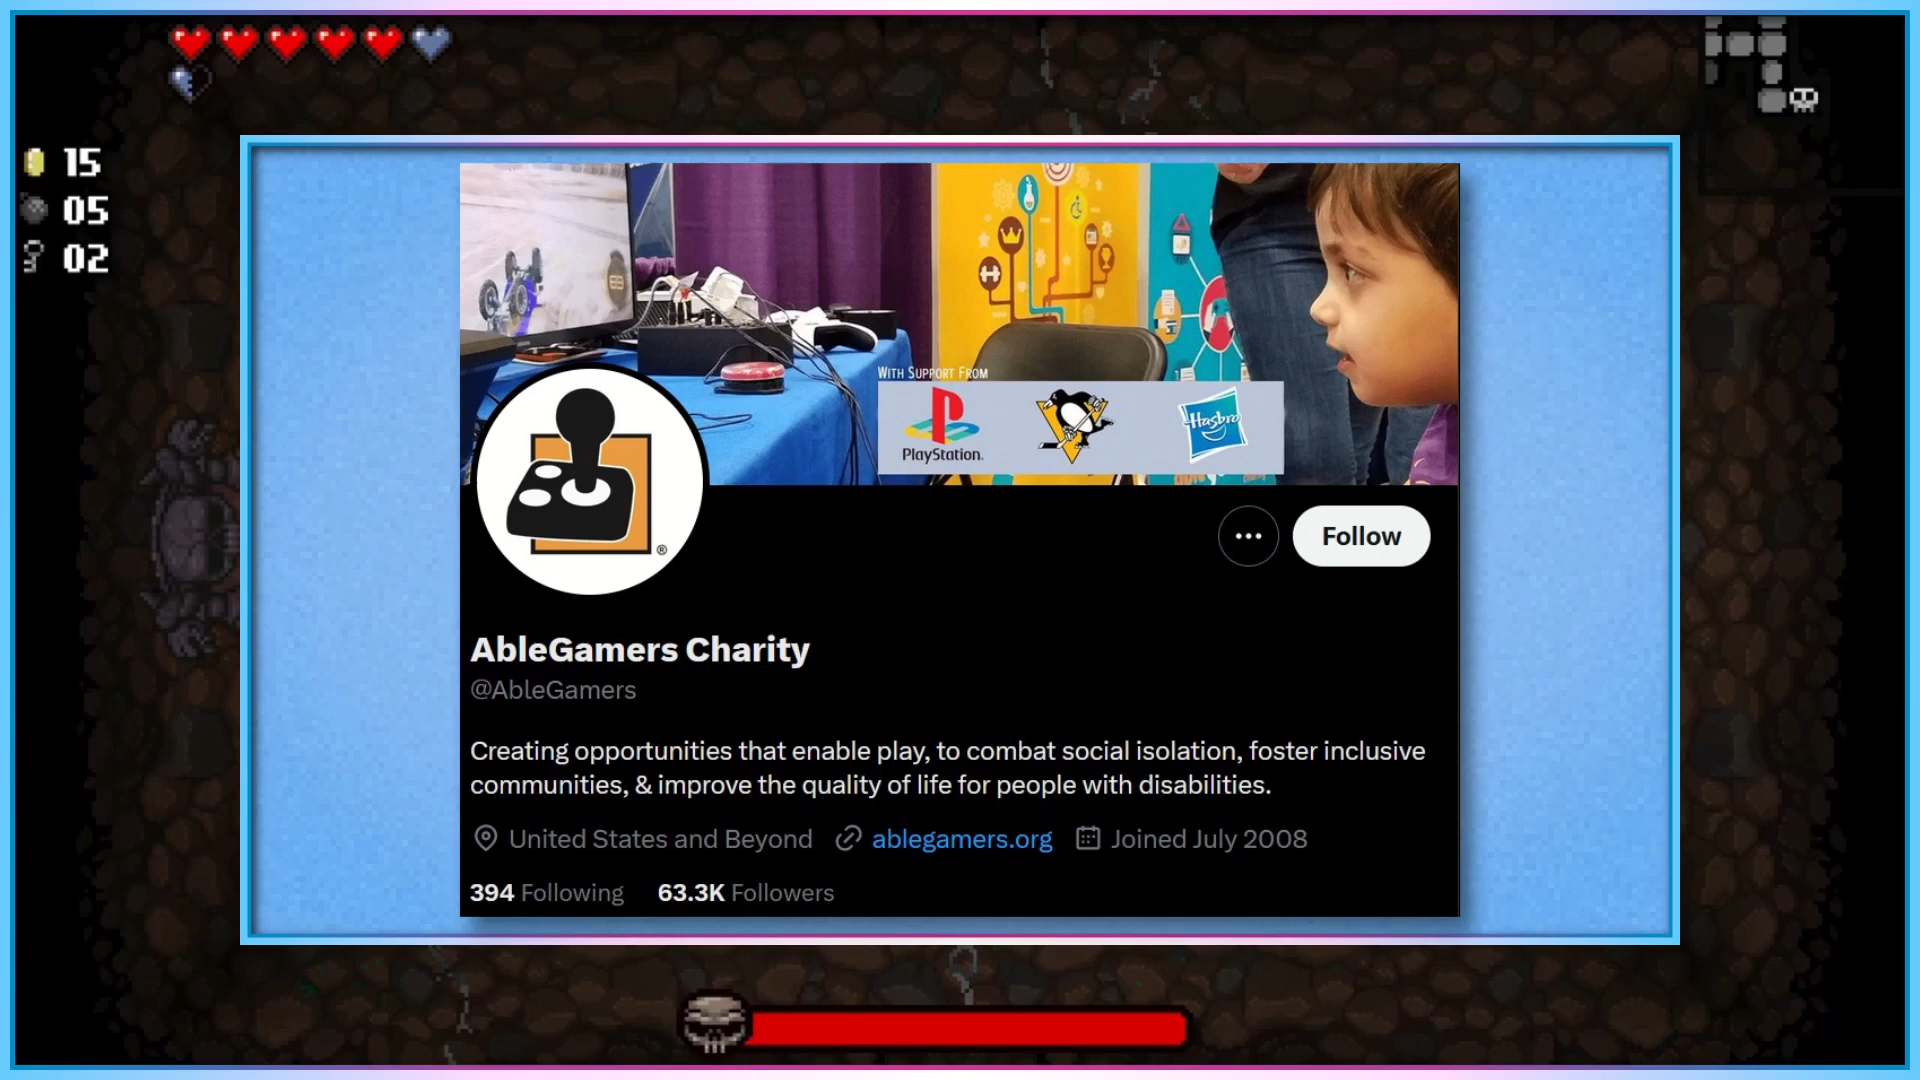 15
05
02
WITH SUPPORT FROM
PlayStation.
Hasbro
®
Follow
AbleGamers Charity
@AbleGamers
Creating opportunities that enable play, to combat social isolation, foster inclusive
communities, & improve the quality of life for people with disabilities.
United States and Beyond ablegamers.org Joined July 2008
394 Following 63.3K Followers